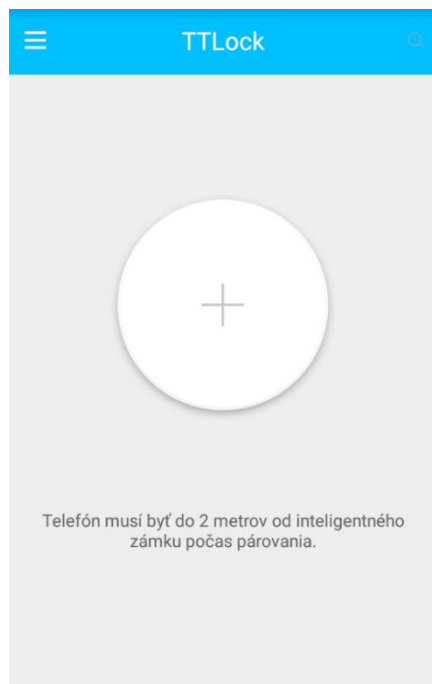 TTLock
Telefón musí byť do 2 metrov od inteligentného
zámku počas párovania.